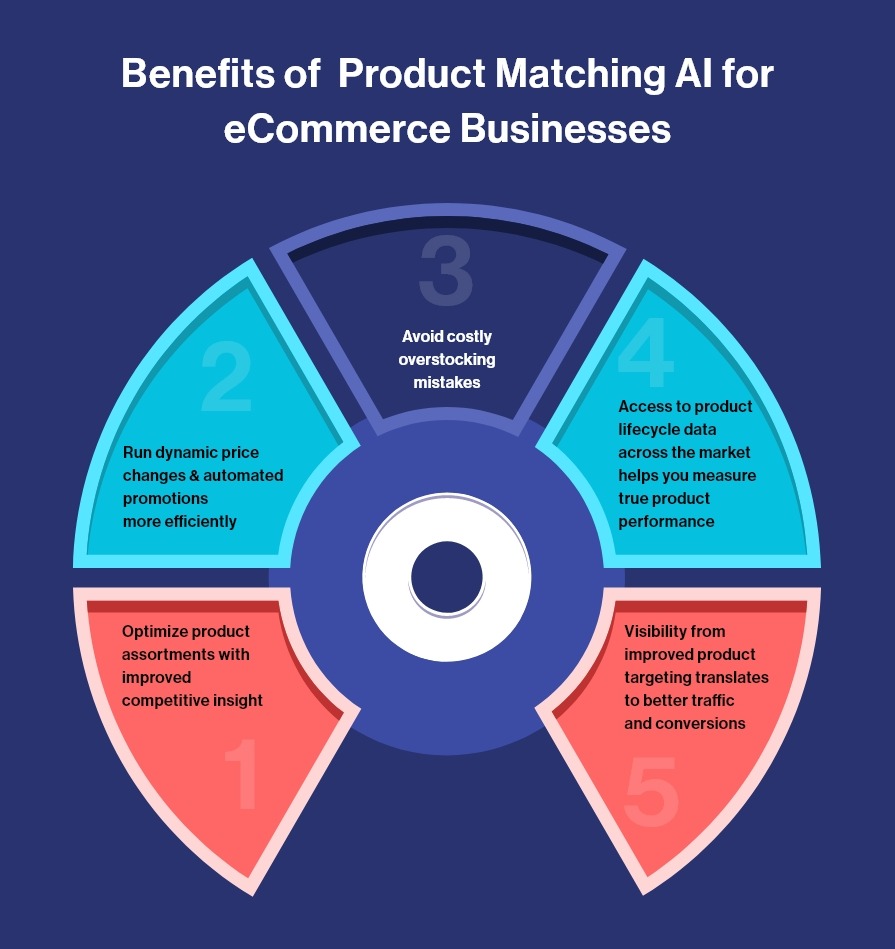 Benefits of Product Matching AI for
eCommerce Businesses
1
Optimize product
assortments with
improved
competitive insight
2
Run dynamic price
changes & automated
promotions
more efficiently
3
Avoid costly
overstocking
mistakes
4
Access to product
lifecycle data
across the market
helps you measure
true product
performance
5
Visibility from
improved product
targeting translates
to better traffic
and conversions